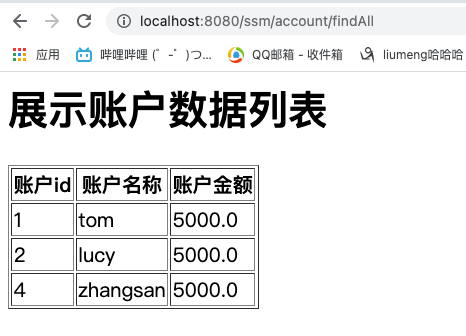 localhost:8080/ssm/account/findAll
应用 哔哩哔哩 (゜-゜)つ... QQ邮箱 - 收件箱 liumeng哈哈哈
展示账户数据列表
账户id 账户名称 账户金额
1 tom 5000.0
2 lucy 5000.0
4 zhangsan 5000.0